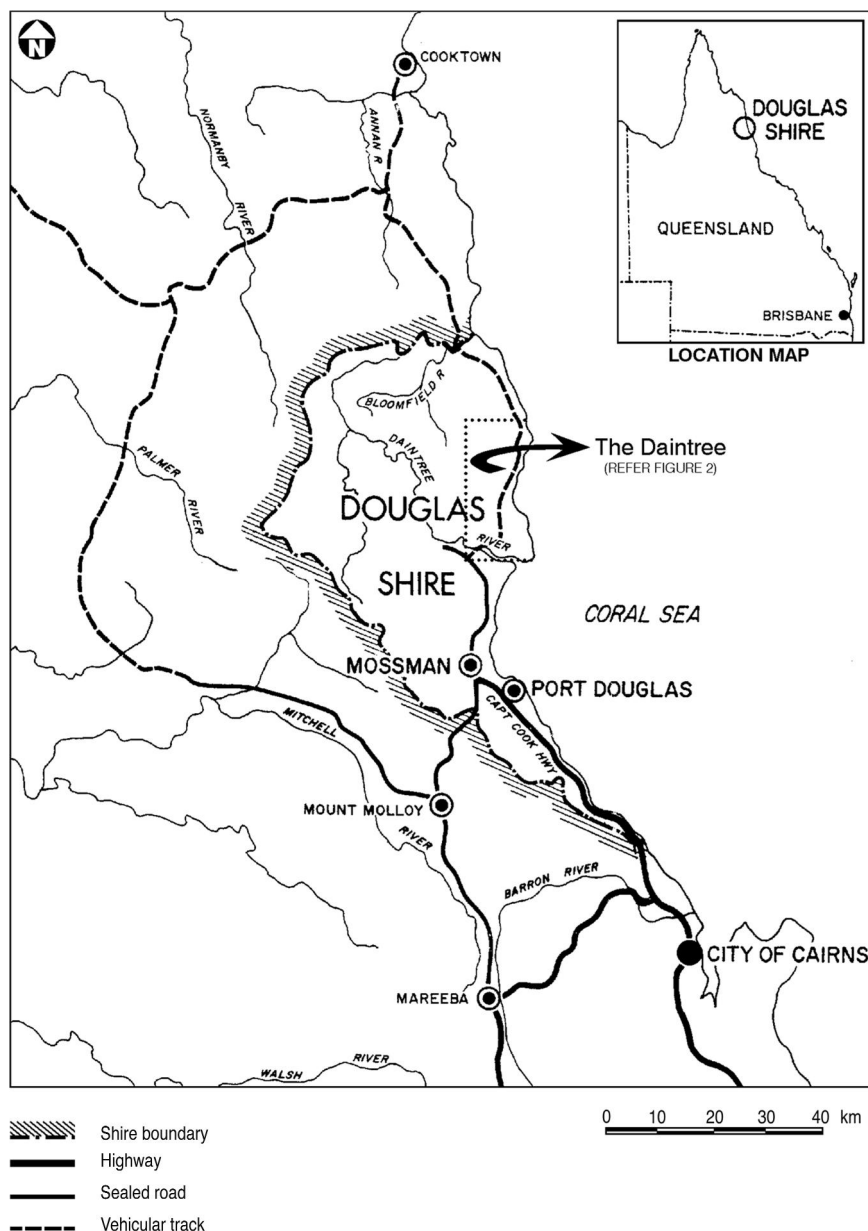 N
COOKTOWN
NORMANBY
RIVER
ANNAN R
DOUGLAS
SHIRE
QUEENSLAND
BRISBANE
LOCATION MAP
BLOOMFIELD R
DAINTREE
RIVER
The Daintree
(REFER FIGURE 2)
PALMER
RIVER
DOUGLAS
SHIRE
CORAL SEA
MOSSMAN
PORT DOUGLAS
CAPT COOK HWY
MITCHELL
RIVER
MOUNT MOLLOY
BARRON RIVER
CITY OF CAIRNS
MAREEBA
WALSH RIVER
0 10 20 30 40 km
Shire boundary
Highway
Sealed road
Vehicular track